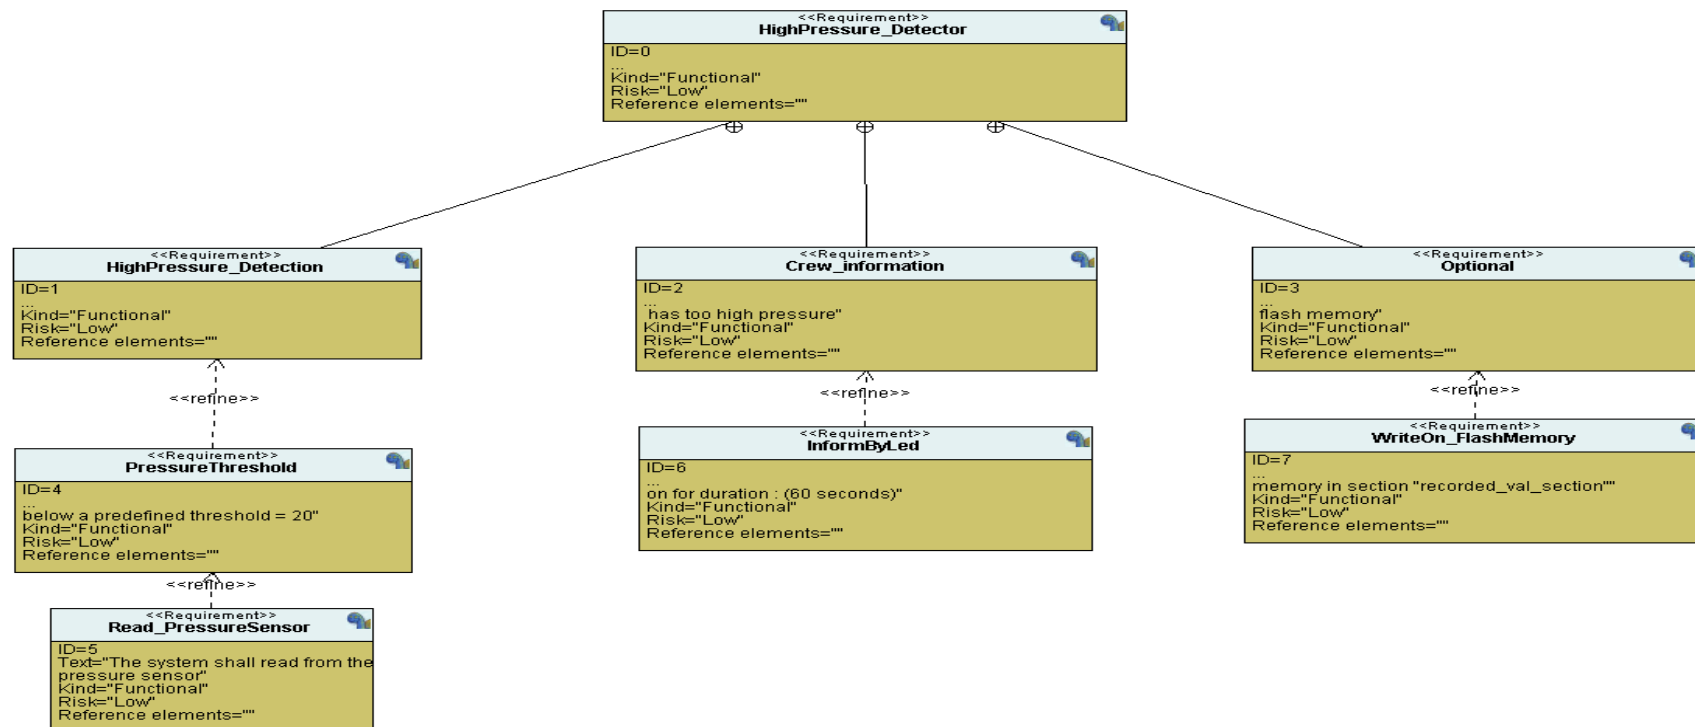 <<Requirement>>
HighPressure_Detector
ID=0
...
Kind="Functional"
Risk="Low"
Reference elements=""
<<Requirement>>
HighPressure_Detection
ID=1
...
Kind="Functional"
Risk="Low"
Reference elements=""
<<Requirement>>
Crew_information
ID=2
...
has too high pressure"
Kind="Functional"
Risk="Low"
Reference elements=""
<<Requirement>>
Optional
ID=3
...
flash memory"
Kind="Functional"
Risk="Low"
Reference elements=""
<<refine>>
<<refine>>
<<refine>>
<<Requirement>>
PressureThreshold
ID=4
...
below a predefined threshold = 20"
Kind="Functional"
Risk="Low"
Reference elements=""
<<Requirement>>
InformByLed
ID=6
...
on for duration : (60 seconds)"
Kind="Functional"
Risk="Low"
Reference elements=""
<<Requirement>>
WriteOn_FlashMemory
ID=7
...
memory in section "recorded_val_section""
Kind="Functional"
Risk="Low"
Reference elements=""
<<refine>>
<<Requirement>>
Read_PressureSensor
ID=5
Text="The system shall read from the
pressure sensor"
Kind="Functional"
Risk="Low"
Reference elements=""